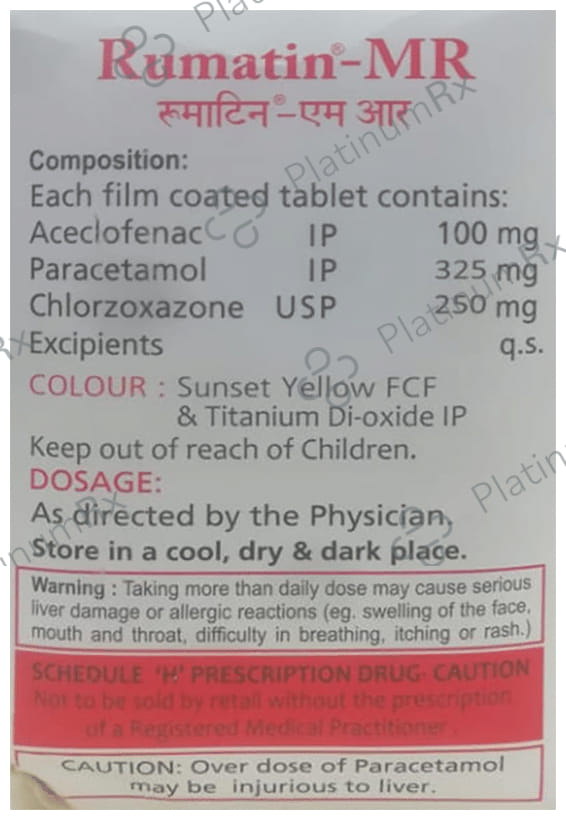 Rumatin®-MR
रूमाटिन®-एम आर
Composition:
Each film coated tablet contains:
Aceclofenac IP 100 mg
Paracetamol IP 325 mg
Chlorzoxazone USP 250 mg
Excipients q.s.
COLOUR : Sunset Yellow FCF
& Titanium Di-oxide IP
Keep out of reach of Children.
DOSAGE:
As directed by the Physician,
Store in a cool, dry & dark place.
Warning : Taking more than daily dose may cause serious
liver damage or allergic reactions (eg. swelling of the face,
mouth and throat, difficulty in breathing, itching or rash.)
SCHEDULE 'H' PRESCRIPTION DRUG- CAUTION
Not to be sold by retail without the prescription
of a Registered Medical Practitioner.
CAUTION: Over dose of Paracetamol
may be injurious to liver.
PlatinumRx
PlatinumRx
PlatinumRx